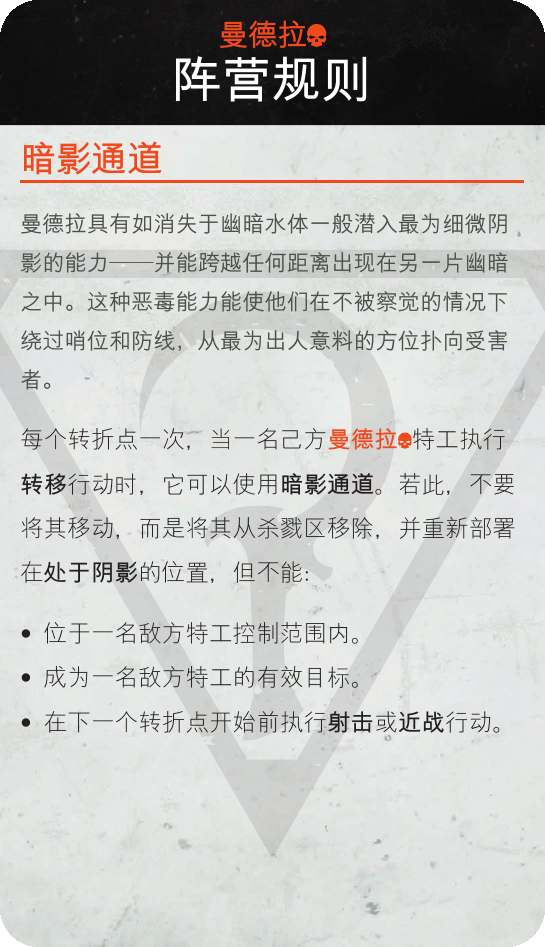 曼德拉
阵营规则
暗影通道
曼德拉具有如消失于幽暗水体一般潜入最为细微阴
影的能力——并能跨越任何距离出现在另一片幽暗
之中。这种恶毒能力能使他们在不被察觉的情况下
绕过哨位和防线，从最为出人意料的方位扑向受害
者。
每个转折点一次，当一名己方曼德拉特工执行
转移行动时，它可以使用暗影通道。若此，不要
将其移动，而是将其从杀戮区移除，并重新部署
在处于阴影的位置，但不能：
• 位于一名敌方特工控制范围内。
• 成为一名敌方特工的有效目标。
• 在下一个转折点开始前执行射击或近战行动。